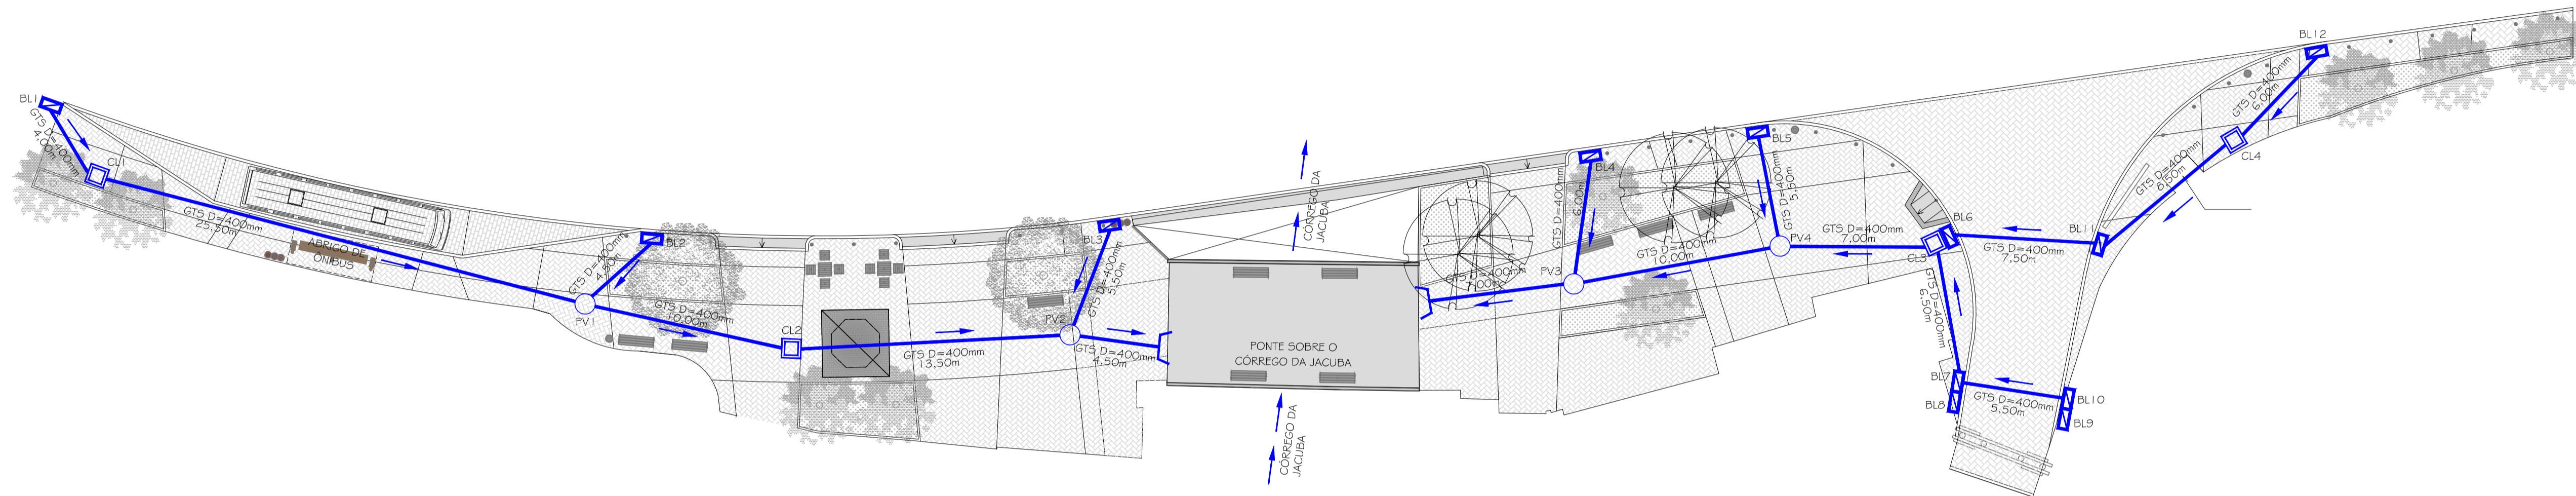 BL1
GTS D=400mm
4,00m
CL1
GTS D=400mm
25,50m
ABRIGO DE
ÔNIBUS
BL2
GTS D=400mm
4,50m
PV1
GTS D=400mm
10,00m
CL2
GTS D=400mm
13,50m
BL3
GTS D=400mm
5,50m
PV2
GTS D=400mm
4,50m
CÓRREGO DA
JACUBA
PONTE SOBRE O
CÓRREGO DA JACUBA
CÓRREGO DA
JACUBA
GTS D=400mm
7,00m
PV3
BL4
GTS D=400mm
6,00m
GTS D=400mm
10,00m
BL5
GTS D=400mm
5,50m
PV4
GTS D=400mm
7,00m
CL3
BL6
GTS D=400mm
6,50m
BL7
BL8
GTS D=400mm
5,50m
BL10
BL9
GTS D=400mm
7,50m
BL11
GTS D=400mm
8,50m
CL4
GTS D=400mm
6,00m
BL12